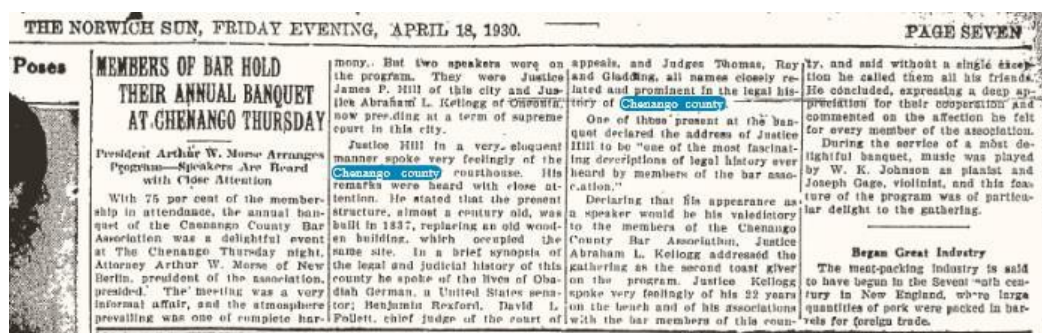 THE NORWICH SUN, FRIDAY EVENING, APRIL 18, 1930.
PAGE SEVEN
Poses
MEMBERS OF BAR HOLD
THEIR ANNUAL BANQUET
AT CHENANGO THURSDAY
President Arthur W. Morse Arranges
Program—Speakers Are Heard
with Close Attention
With 75 per cent of the member-
ship in attendance, the annual ban-
quet of the Chenango County Bar
Association was a delightful event
at The Chenango Thursday night,
Attorney Arthur W. Morse of New
Berlin, president of the association,
presided. The meeting was a very
informal affair, and the atmosphere
prevailing was one of complete har-
mony. But two speakers were on
the program. They were Justice
James P. Hill of this city and Jus-
tice Abraham L. Kellogg of Oneonta,
now presiding at a term of supreme
court in this city.
Justice Hill in a very eloquent
manner spoke very feelingly of the
Chenango county courthouse. His
remarks were heard with close at-
tention. He stated that the present
structure, almost a century old, was
built in 1837, replacing an old wood-
en building, which occupied the
same site. In a brief synopsis of
the legal and judicial history of this
county he spoke of the lives of Oba-
diah German, a United States sena-
tor; Benjamin Rexford, David L.
Follett, chief judge of the court of
appeals, and Judges Thomas, Ray
and Gladding, all names closely re-
lated and prominent in the legal his-
tory of Chenango county.
One of those present at the ban-
quet declared the address of Justice
Hill to be "one of the most fascinat-
ing descriptions of legal history ever
heard by members of the bar asso-
ciation."
Declaring that his appearance as
a speaker would be his valedictory
to the members of the Chenango
County Bar Association, Justice
Abraham L. Kellogg addressed the
gathering as the second toast giver
on the program. Justice Kellogg
spoke very feelingly of his 22 years
on the bench and of his associations
with the bar members of this coun-
ty, and said without a single excep-
tion he called them all his friends.
He concluded, expressing a deep ap-
preciation for their cooperation and
commented on the affection he felt
for every member of the association.
During the service of a most de-
lightful banquet, music was played
by W. K. Johnson as pianist and
Joseph Gage, violinist, and this fea-
ture of the program was of particu-
lar delight to the gathering.
Began Great Industry
The meat-packing industry is said
to have begun in the Seventeenth cen-
tury in New England, where large
quantities of pork were packed in bar-
rels for foreign trade.